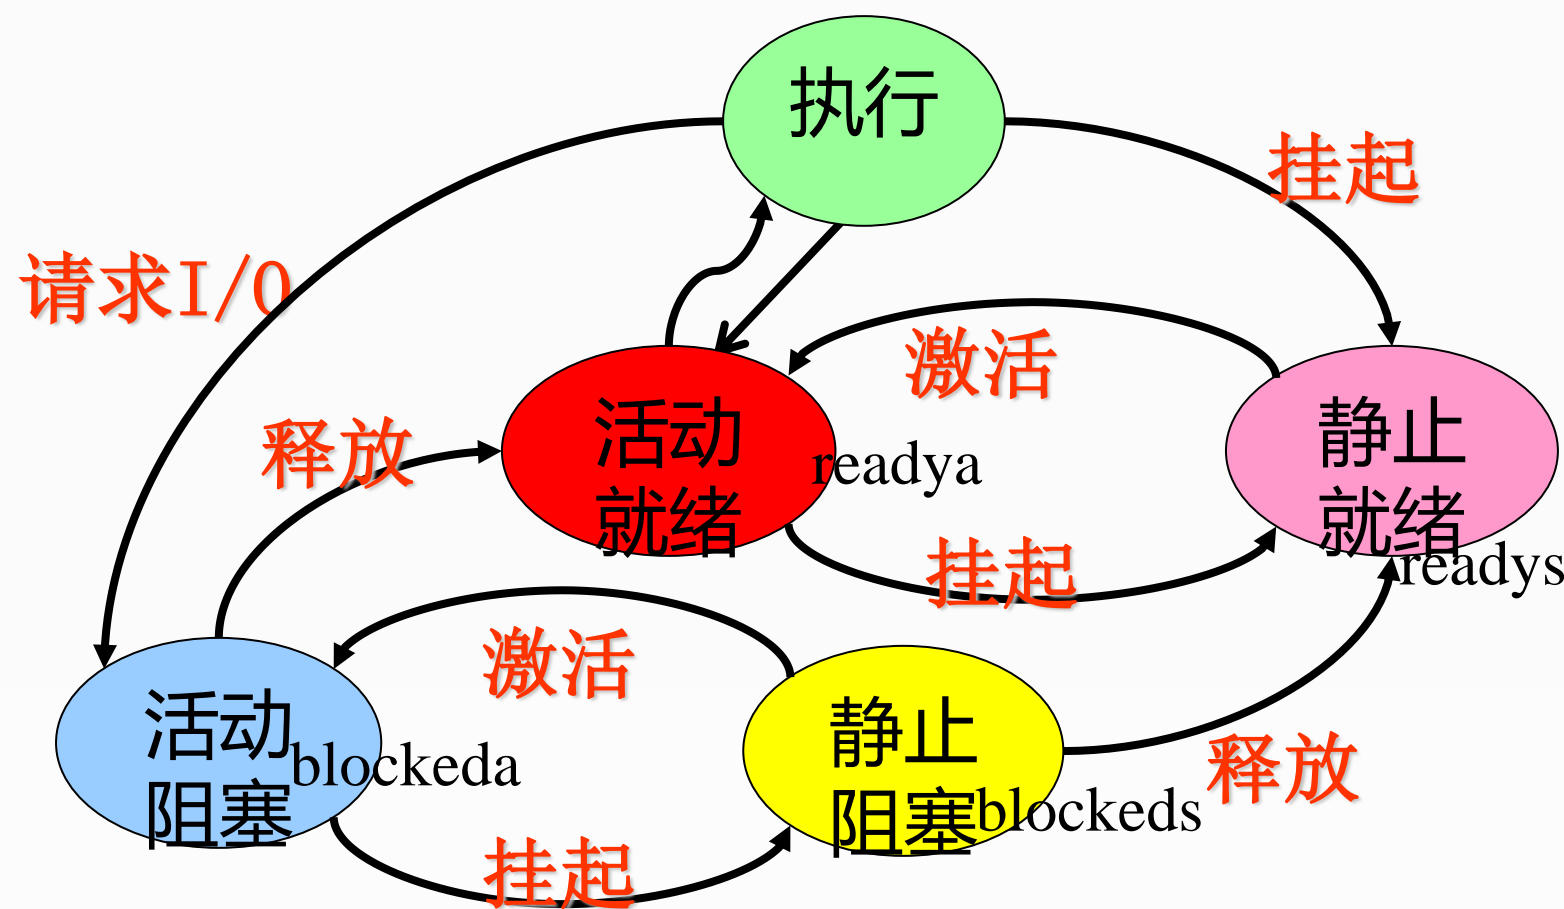 执行
挂起
请求I/O
激活
释放
活动
就绪
readya
静止
就绪
readys
挂起
激活
活动
阻塞
blockeda
静止
阻塞
blockeds
释放
挂起